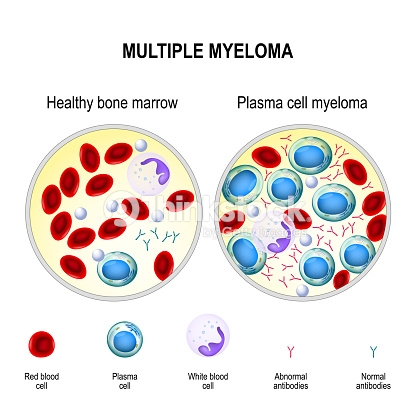 MULTIPLE MYELOMA
Healthy bone marrow
Plasma cell myeloma
Thinkstock
Red blood
cell
Plasma
cell
White blood
cell
Abnormal
antibodies
Normal
antibodies